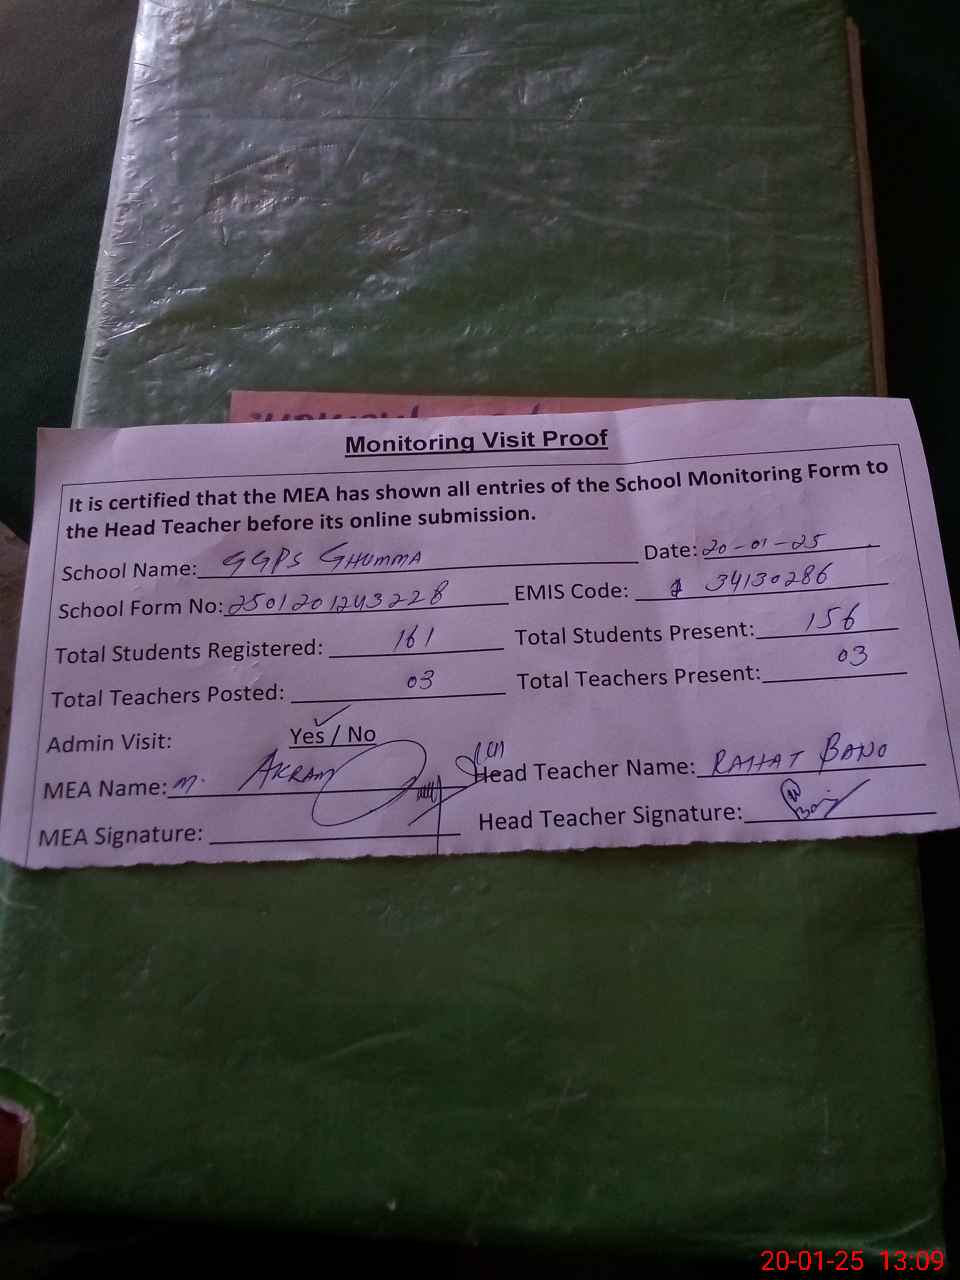 Monitoring Visit Proof
It is certified that the MEA has shown all entries of the School Monitoring Form to
the Head Teacher before its online submission.
School Name: GGPS GHUMMA Date: 20-01-25
School Form No: 2501201243228 EMIS Code: 34130286
Total Students Registered: 161 Total Students Present: 156
Total Teachers Posted: 03 Total Teachers Present: 03
Admin Visit: Yes / No
MEA Name: M. AKRAM Head Teacher Name: RAHAT BANO
MEA Signature: Head Teacher Signature:
20-01-25 13:09